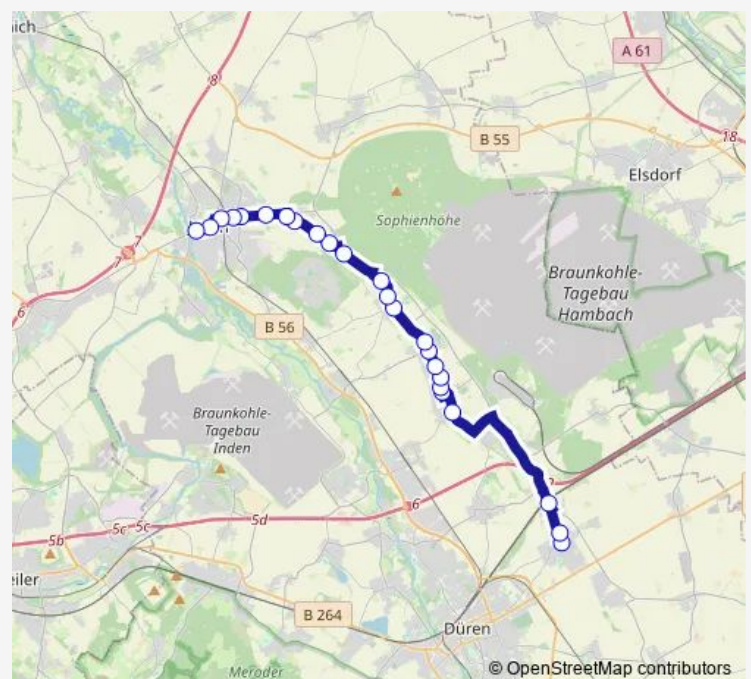 ich
8
A 61
B 55
18
Elsdorf
Sophienhöhe
7
Braunkohle-
Tagebau
Hambach
6
B 56
Braunkohle-
Tagebau
Inden
6
5d
5c
5c
5b
eiler
B 264
Düren
Meroder
© OpenStreetMap contributors